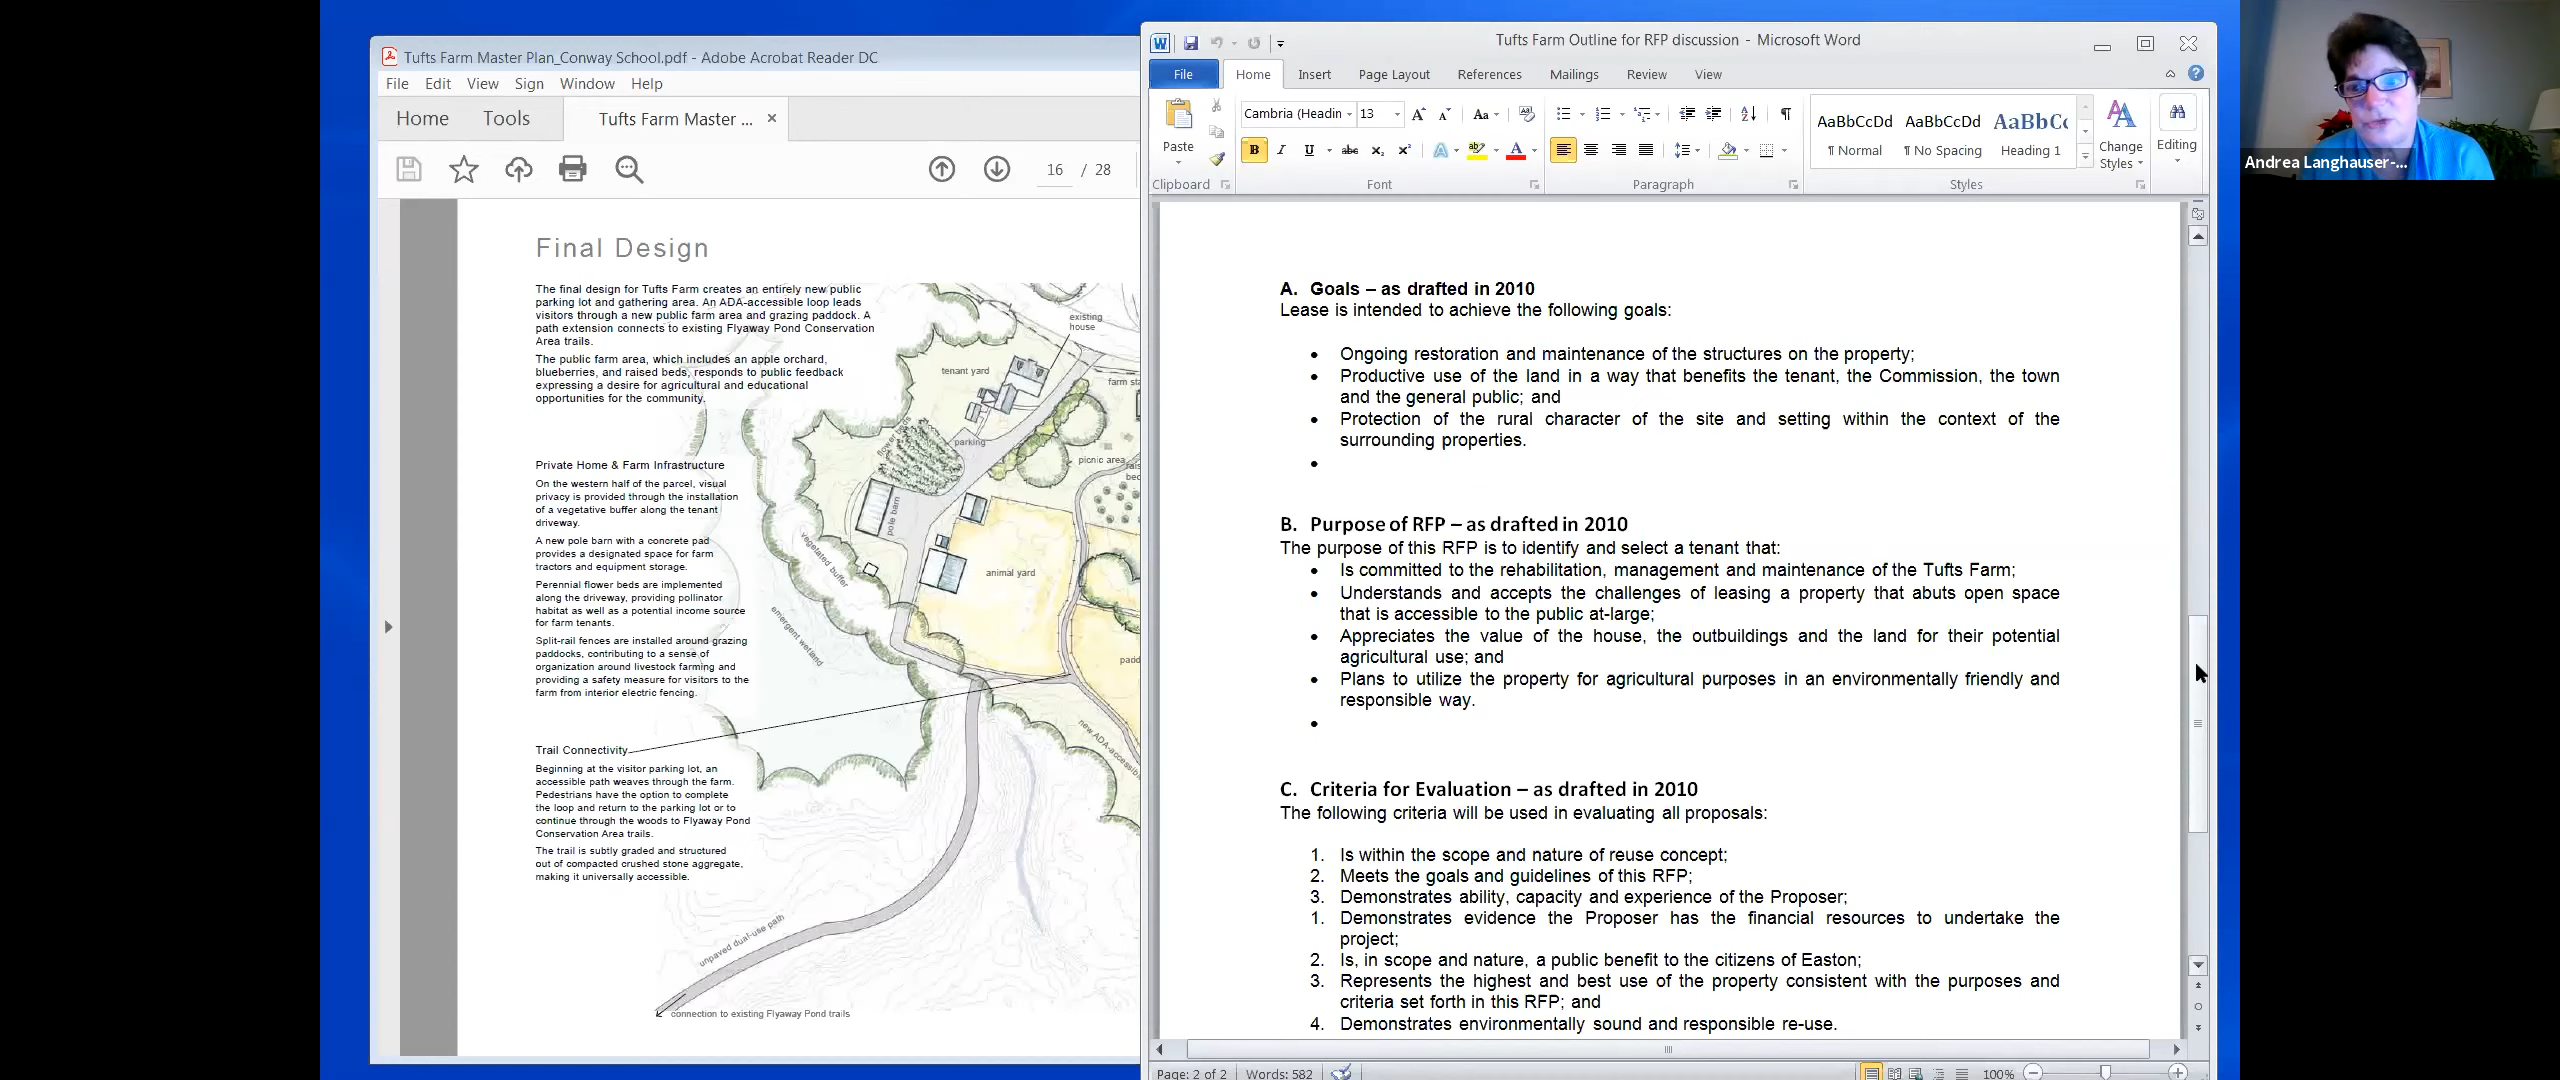 Tufts Farm Master Plan_Conway School.pdf - Adobe Acrobat Reader DC
File Edit View Sign Window Help
Home Tools Tufts Farm Master ... ×
16 / 28
Final Design
The final design for Tufts Farm creates an entirely new public
parking lot and gathering area. An ADA-accessible loop leads
visitors through a new public farm area and grazing paddock. A
path extension connects to existing Flyaway Pond Conservation
Area trails.
The public farm area, which includes an apple orchard,
blueberries, and raised beds, responds to public feedback
expressing a desire for agricultural and educational
opportunities for the community.
Private Home & Farm Infrastructure
On the western half of the parcel, visual
privacy is provided through the installation
of a vegetative buffer along the tenant
driveway.
A new pole barn with a concrete pad
provides a designated space for farm
tractors and equipment storage.
Perennial flower beds are implemented
along the driveway, providing pollinator
habitat as well as a potential income source
for farm tenants.
Split-rail fences are installed around grazing
paddocks, contributing to a sense of
organization around livestock farming and
providing a safety measure for visitors to the
farm from interior electric fencing.
Trail Connectivity
Beginning at the visitor parking lot, an
accessible path weaves through the farm.
Pedestrians have the option to complete
the loop and return to the parking lot or to
continue through the woods to Flyaway Pond
Conservation Area trails.
The trail is subtly graded and structured
out of compacted crushed stone aggregate,
making it universally accessible.
existing
house
tenant yard
farm sta
flower beds
parking
picnic area
rais
bec
pole barn
vegetated buffer
animal yard
emergent wetland
padd
new ADA-accessible
unpaved dual-use path
connection to existing Flyaway Pond trails
Tufts Farm Outline for RFP discussion - Microsoft Word
File Home Insert Page Layout References Mailings Review View
Cambria (Headin 13
Paste
Clipboard Font Paragraph Styles
AaBbCcDd AaBbCcDd AaBbCc
¶ Normal ¶ No Spacing Heading 1
Change
Styles
Editing
A. Goals – as drafted in 2010
Lease is intended to achieve the following goals:
• Ongoing restoration and maintenance of the structures on the property;
• Productive use of the land in a way that benefits the tenant, the Commission, the town
and the general public; and
• Protection of the rural character of the site and setting within the context of the
surrounding properties.
•
B. Purpose of RFP – as drafted in 2010
The purpose of this RFP is to identify and select a tenant that:
• Is committed to the rehabilitation, management and maintenance of the Tufts Farm;
• Understands and accepts the challenges of leasing a property that abuts open space
that is accessible to the public at-large;
• Appreciates the value of the house, the outbuildings and the land for their potential
agricultural use; and
• Plans to utilize the property for agricultural purposes in an environmentally friendly and
responsible way.
•
C. Criteria for Evaluation – as drafted in 2010
The following criteria will be used in evaluating all proposals:
1. Is within the scope and nature of reuse concept;
2. Meets the goals and guidelines of this RFP;
3. Demonstrates ability, capacity and experience of the Proposer;
1. Demonstrates evidence the Proposer has the financial resources to undertake the
project;
2. Is, in scope and nature, a public benefit to the citizens of Easton;
3. Represents the highest and best use of the property consistent with the purposes and
criteria set forth in this RFP; and
4. Demonstrates environmentally sound and responsible re-use.
Page: 2 of 2 Words: 582 100%
Andrea Langhauser-...